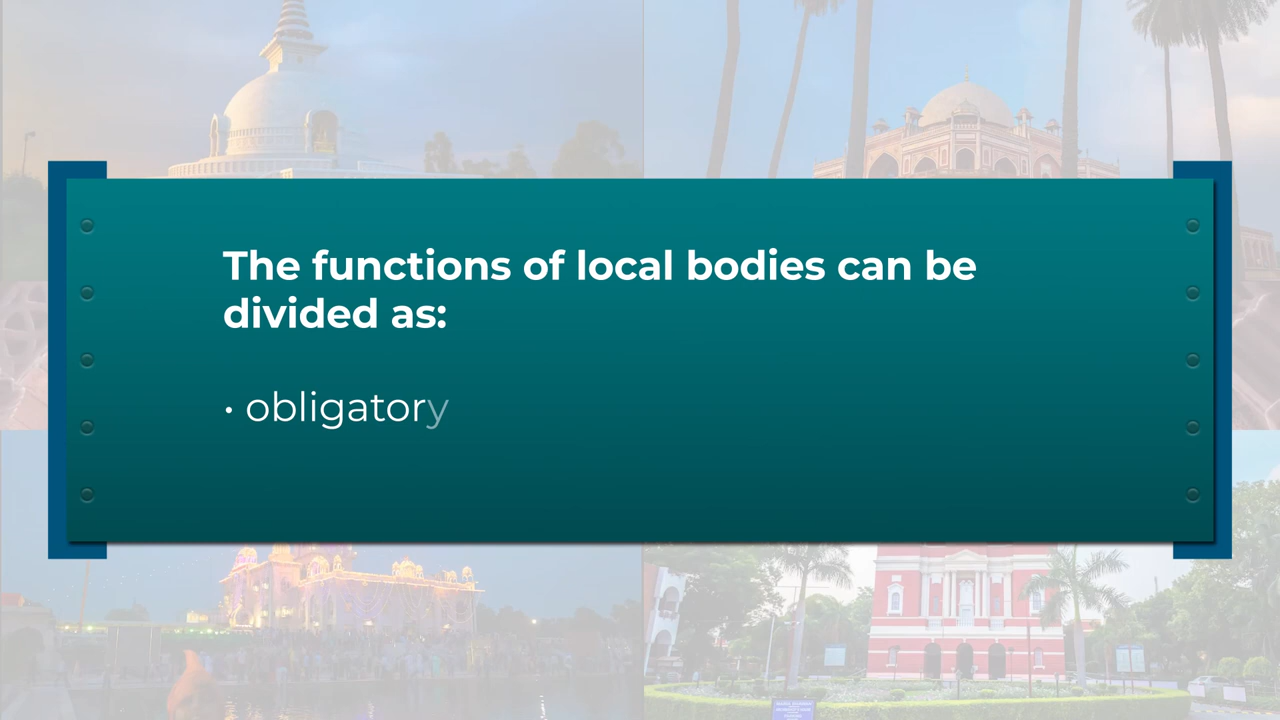 The functions of local bodies can be
divided as:
• obligatory